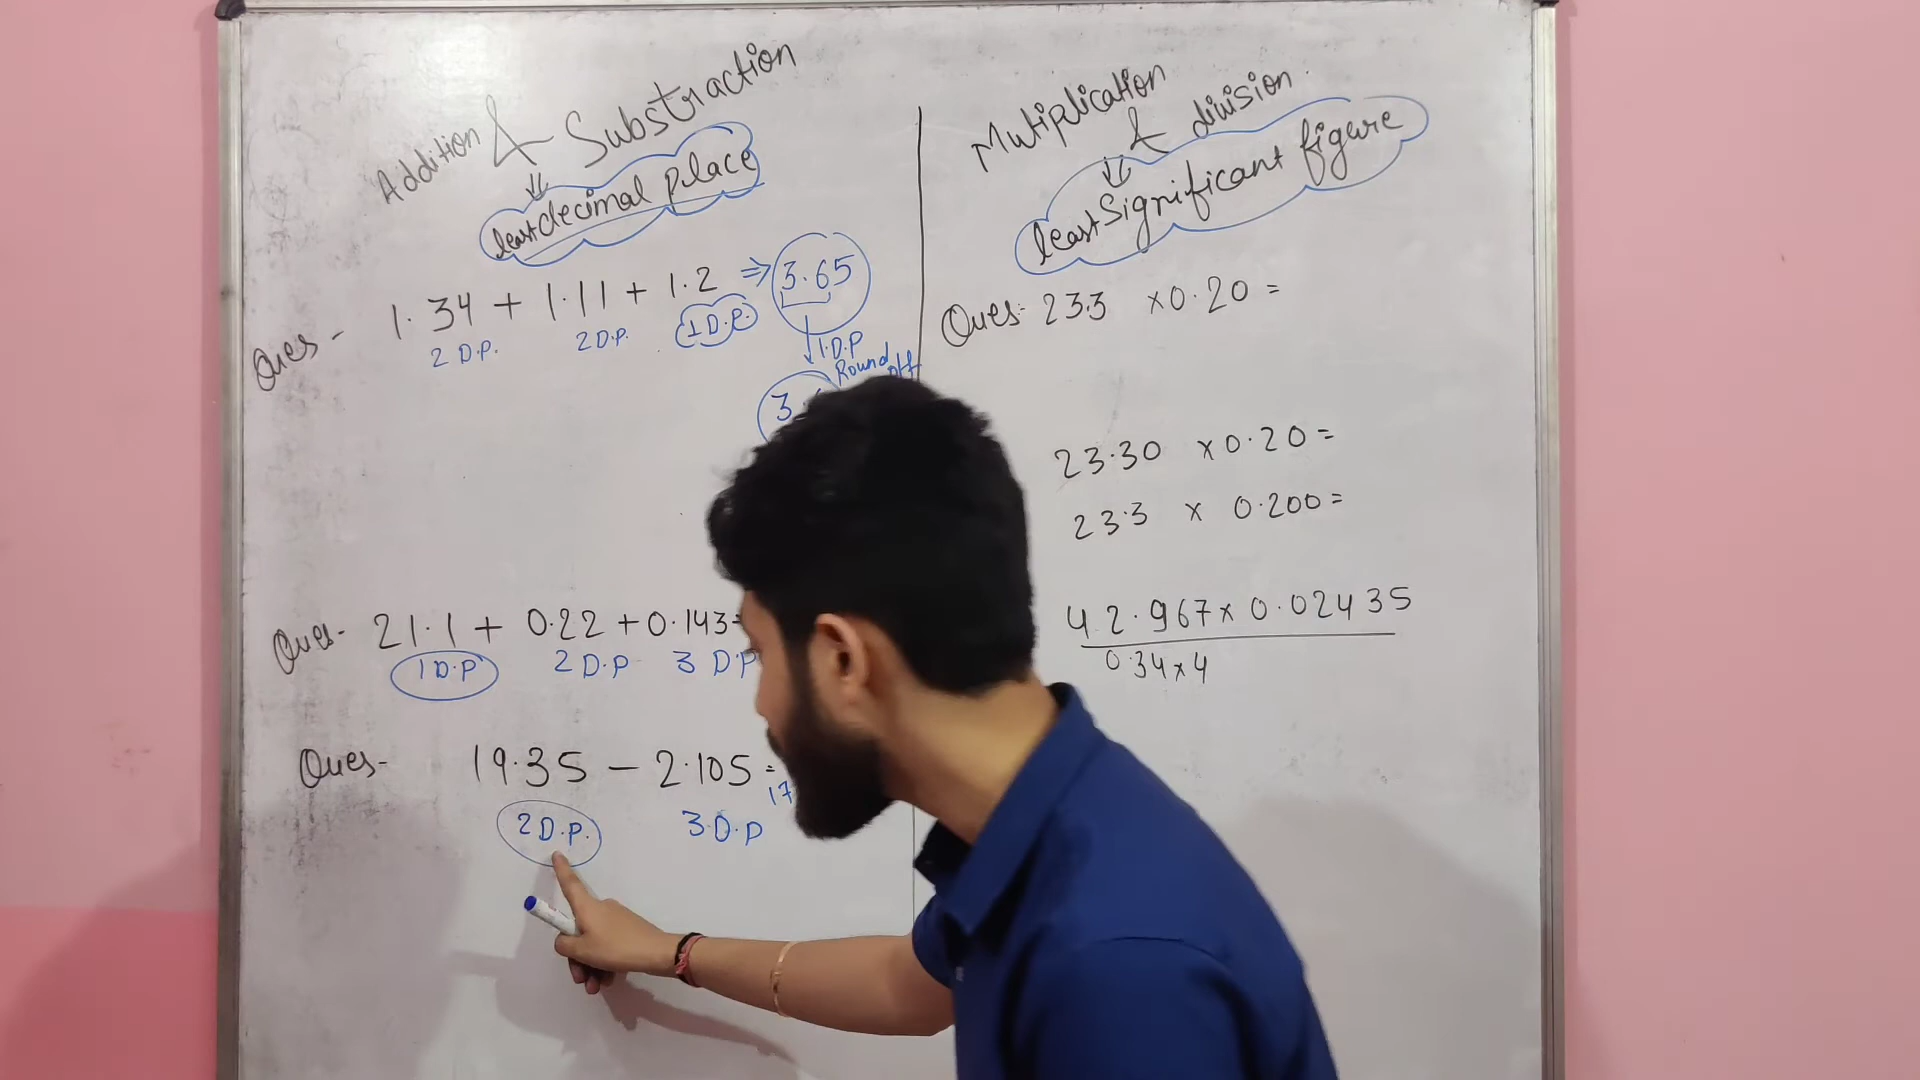 Addition & Substraction
⇓
least decimal place
Ques - 1.34 + 1.11 + 1.2 ⇒ 3.65
2 D.P. 2 D.P. 1 D.P.
↓ 1.D.P
Round off
3.
Ques- 21.1 + 0.22 + 0.143=
1 D.P 2 D.P 3 D.P
Ques- 19.35 - 2.105 =
17
2 D.P. 3.D.P
Mutiplication & division
⇓
least Significant figure
Ques- 23.3 × 0.20 =
23.30 × 0.20 =
23.3 × 0.200 =
42.967 × 0.02435
0.34 × 4